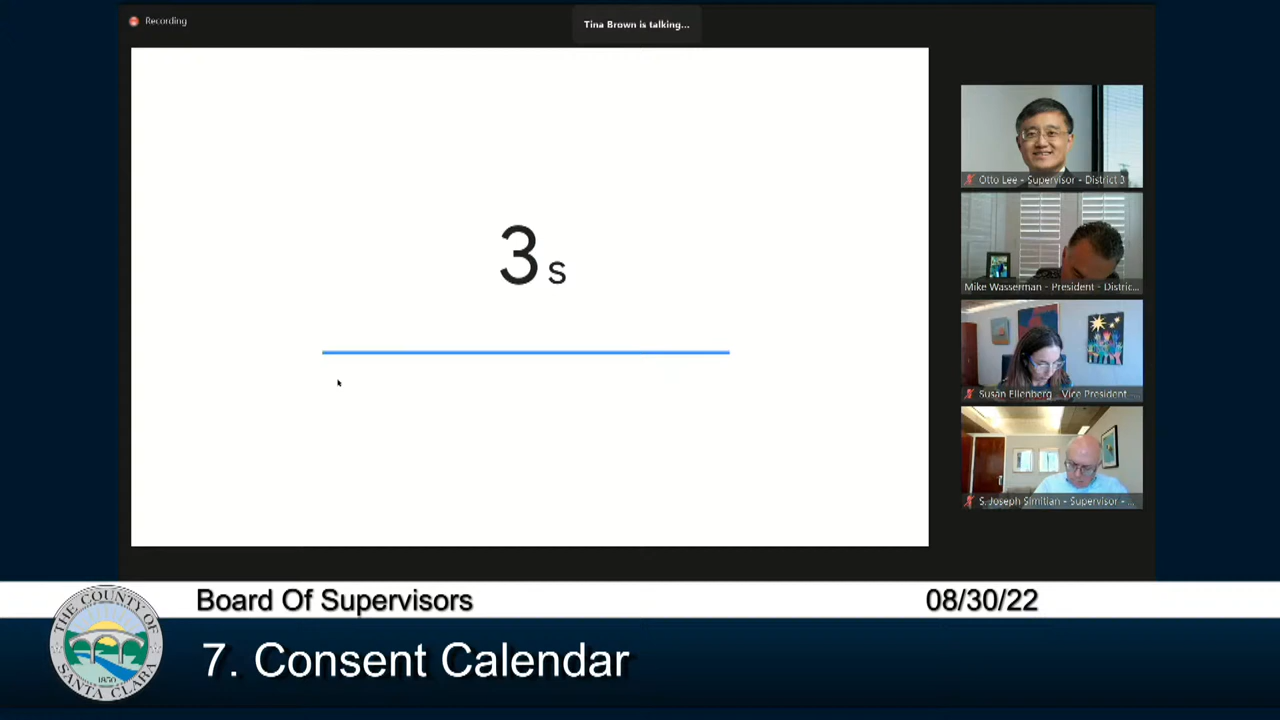 Recording
Tina Brown is talking...
3 s
Otto Lee - Supervisor - District 3
Mike Wasserman - President - Distric...
Susan Ellenberg - Vice President...
S. Joseph Simitian - Supervisor - ...
Board Of Supervisors
08/30/22
7. Consent Calendar
THE COUNTY OF
SANTA CLARA
1850